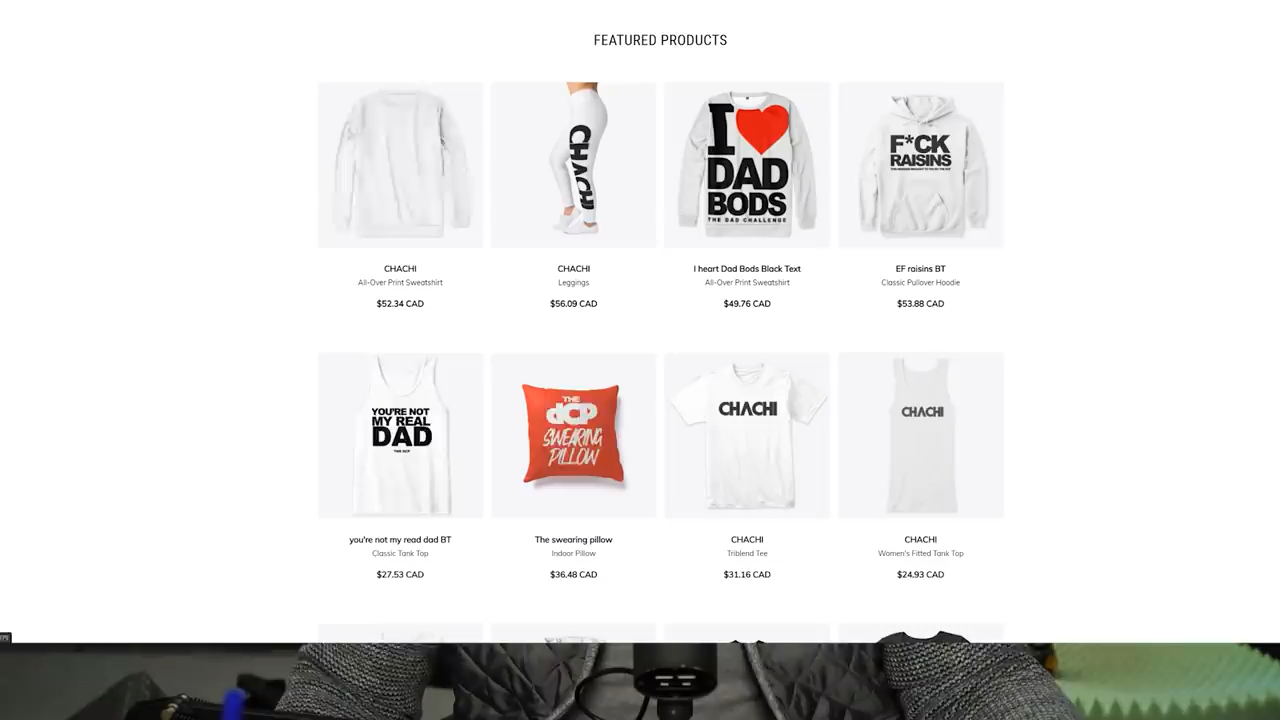 FEATURED PRODUCTS
CHACHI
I
DAD
BODS
THE DAD CHALLENGE
F*CK
RAISINS
CHACHI
All-Over Print Sweatshirt
$52.34 CAD
CHACHI
Leggings
$56.09 CAD
I heart Dad Bods Black Text
All-Over Print Sweatshirt
$49.76 CAD
EF raisins BT
Classic Pullover Hoodie
$53.88 CAD
YOU'RE NOT
MY REAL
DAD
THE DCP
THE
dCP
SWEARING
PILLOW
CHACHI
CHACHI
you're not my read dad BT
Classic Tank Top
$27.53 CAD
The swearing pillow
Indoor Pillow
$36.48 CAD
CHACHI
Triblend Tee
$31.16 CAD
CHACHI
Women's Fitted Tank Top
$24.93 CAD